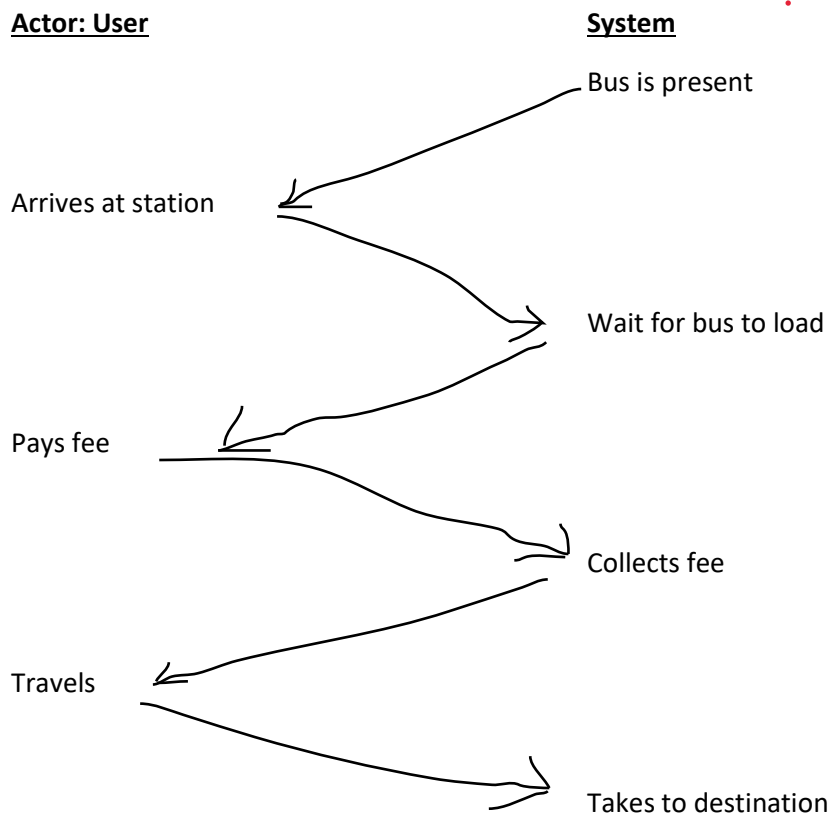 Actor: User
System
Bus is present
Arrives at station
Wait for bus to load
Pays fee
Collects fee
Travels
Takes to destination